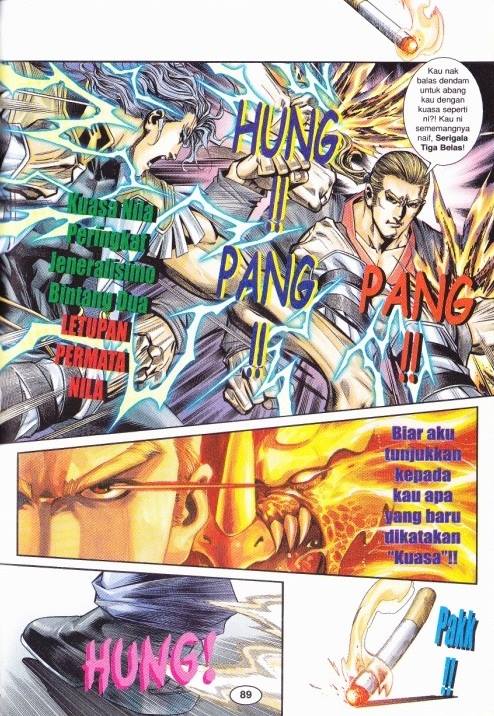 Kau nak
balas dendam
untuk abang
kau dengan
kuasa seperti
ni?! Kau ni
sememangnya
naif, Serigala
Tiga Belas!
HUNG
!!
Kuasa Nila
Peringkat
Jeneralisimo
Bintang Dua
LETUPAN
PERMATA
NILA
PANG
!!
PANG
!!
Biar aku
tunjukkan
kepada
kau apa
yang baru
dikatakan
"Kuasa"!!
HUNG!
Pakk
!!
89